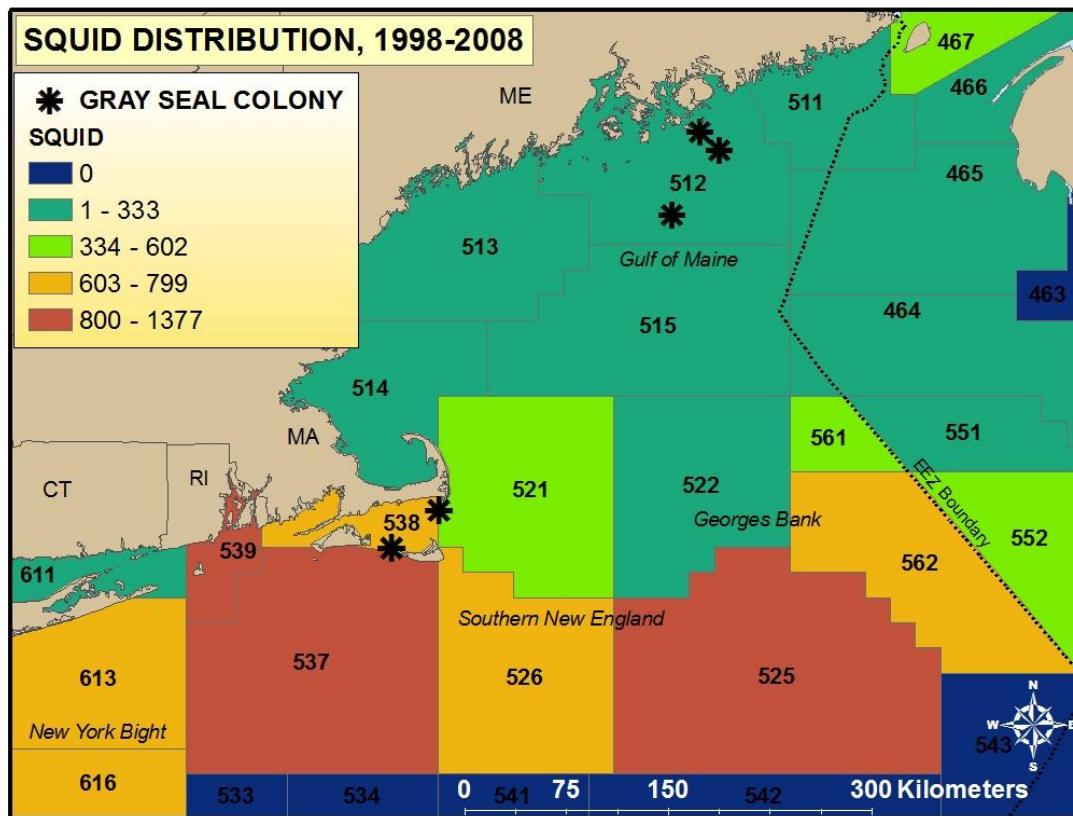 SQUID DISTRIBUTION, 1998-2008
GRAY SEAL COLONY
SQUID
0
1 - 333
334 - 602
603 - 799
800 - 1377
ME
467
466
511
465
512
513
Gulf of Maine
463
464
515
514
MA
561
551
CT
RI
521
522
EEZ Boundary
538
Georges Bank
552
539
562
611
Southern New England
537
526
525
613
New York Bight
N
W
E
S
543
616
533
534
541
542
0 75 150 300 Kilometers